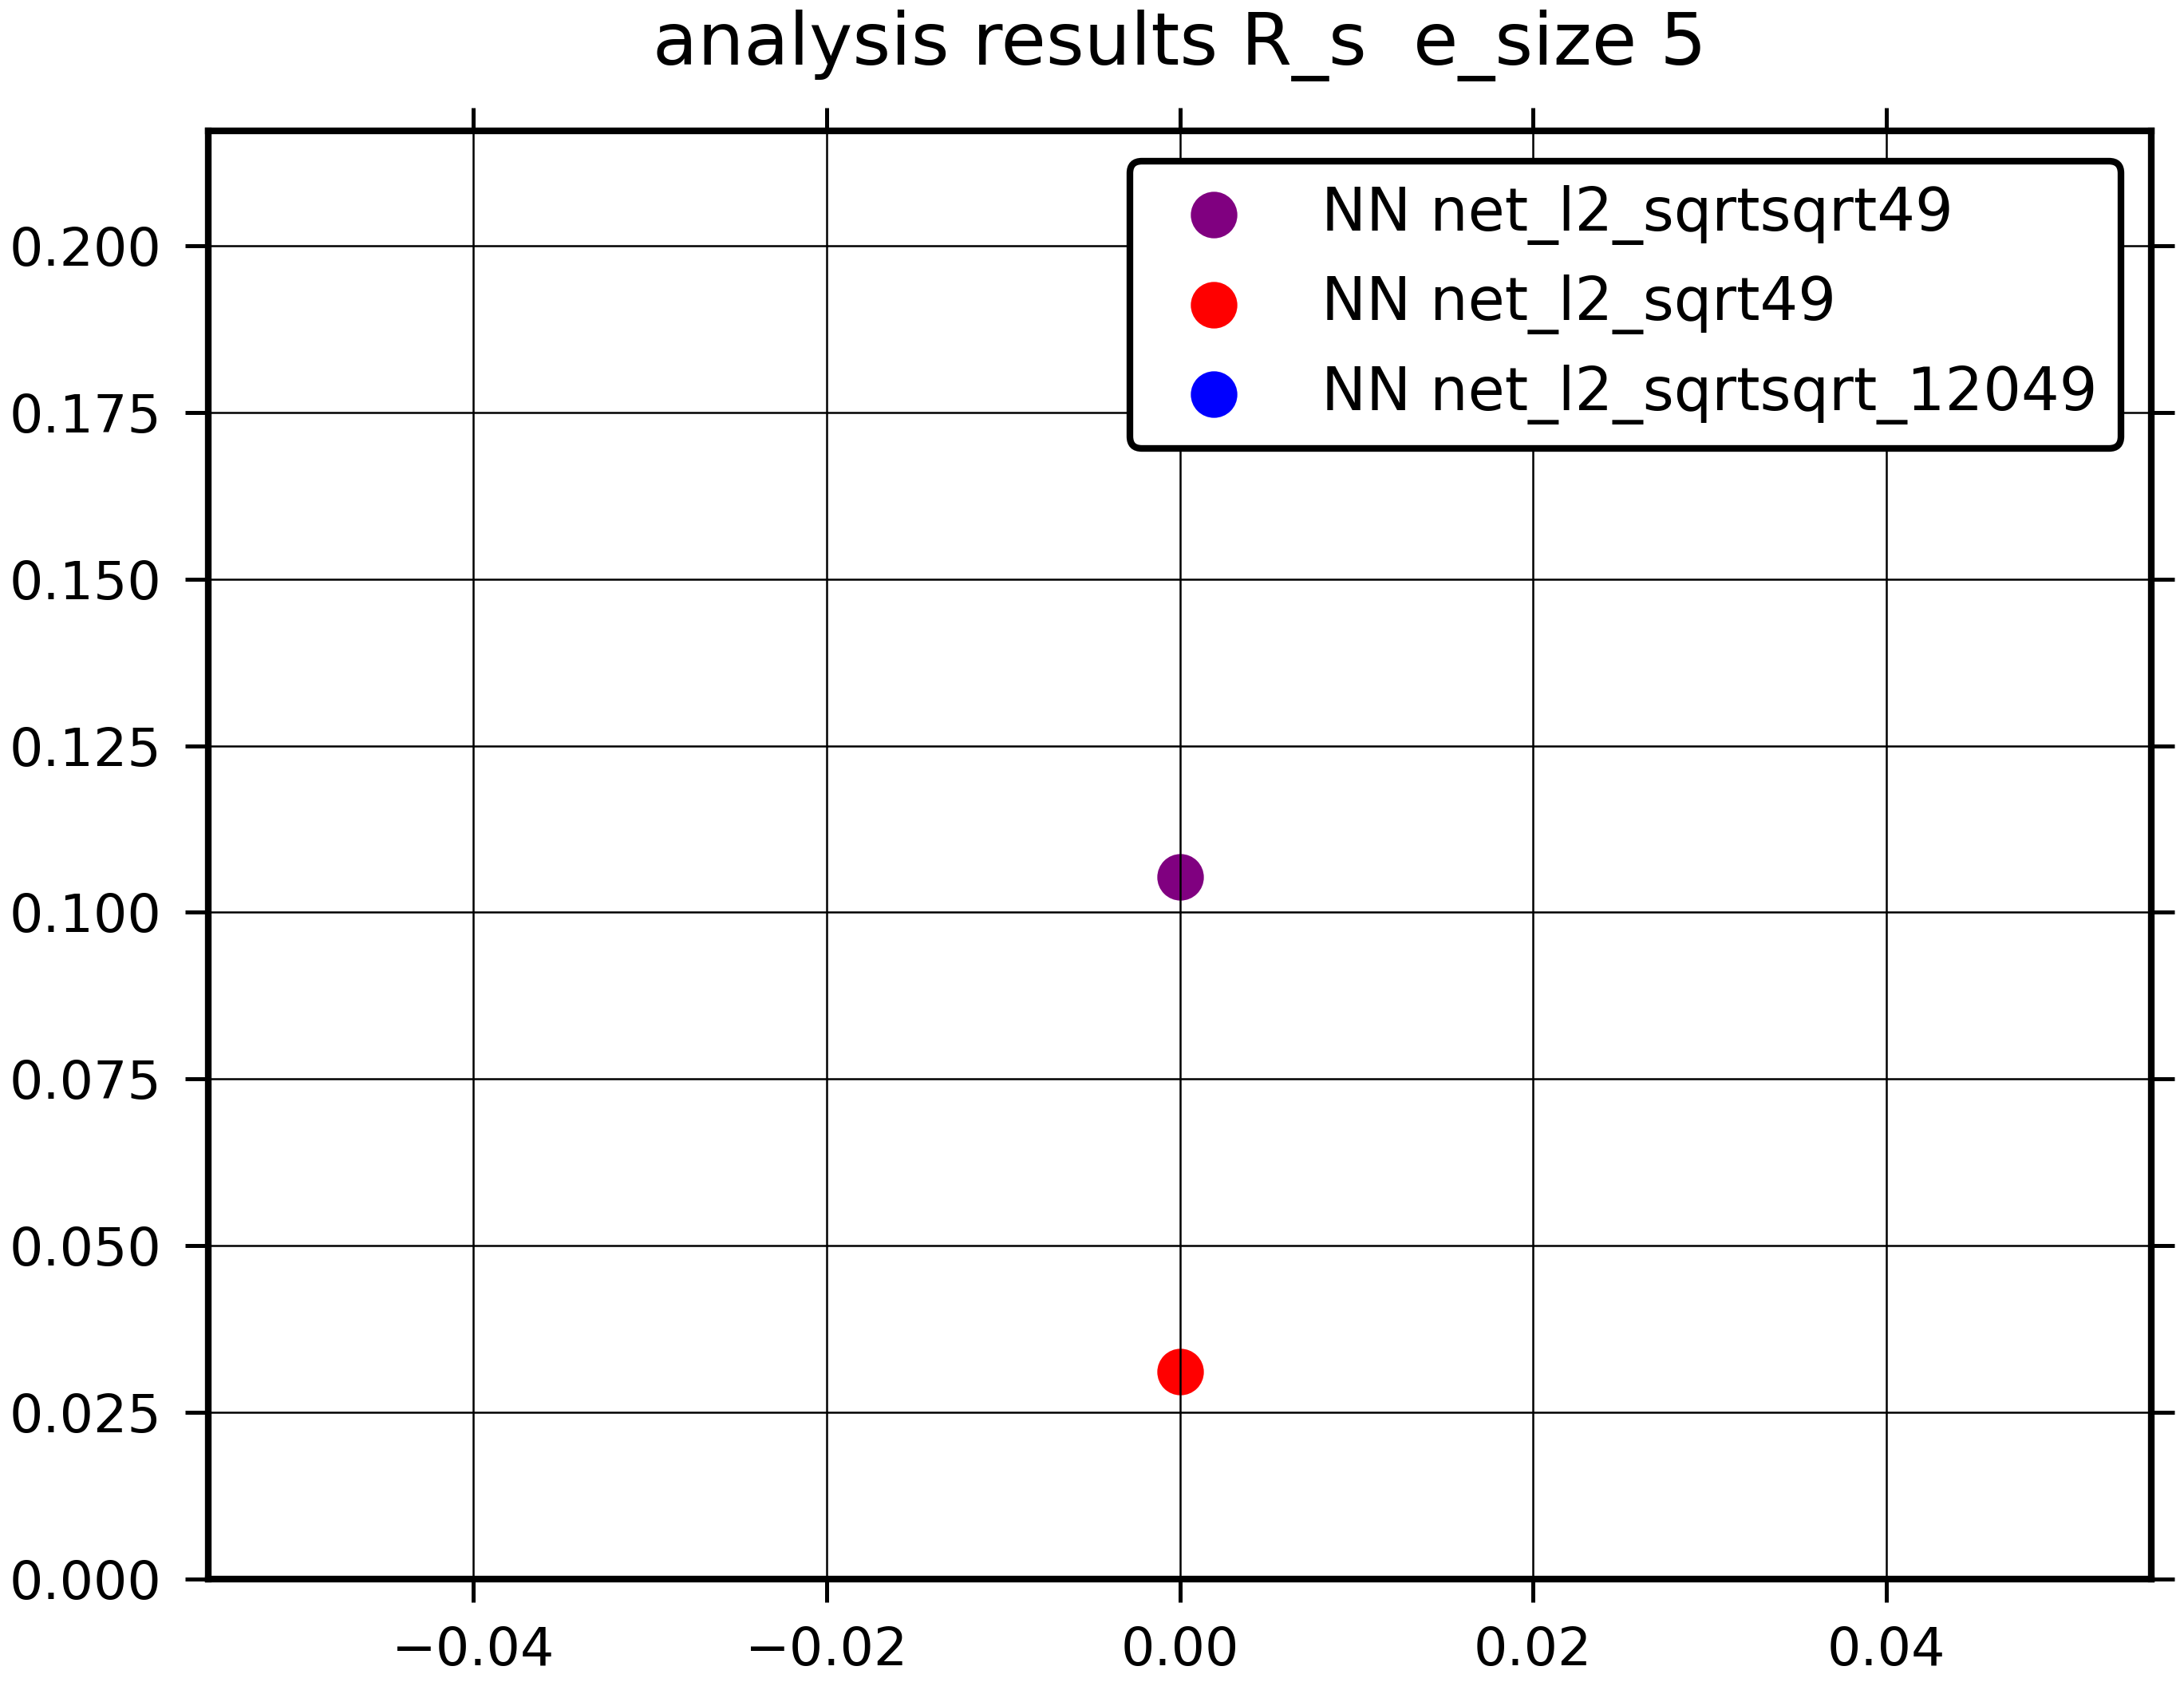 analysis results R_s  e_size 5
NN net_l2_sqrtsqrt49
NN net_l2_sqrt49
NN net_l2_sqrtsqrt_12049
0.200
0.175
0.150
0.125
0.100
0.075
0.050
0.025
0.000
−0.04 −0.02 0.00 0.02 0.04